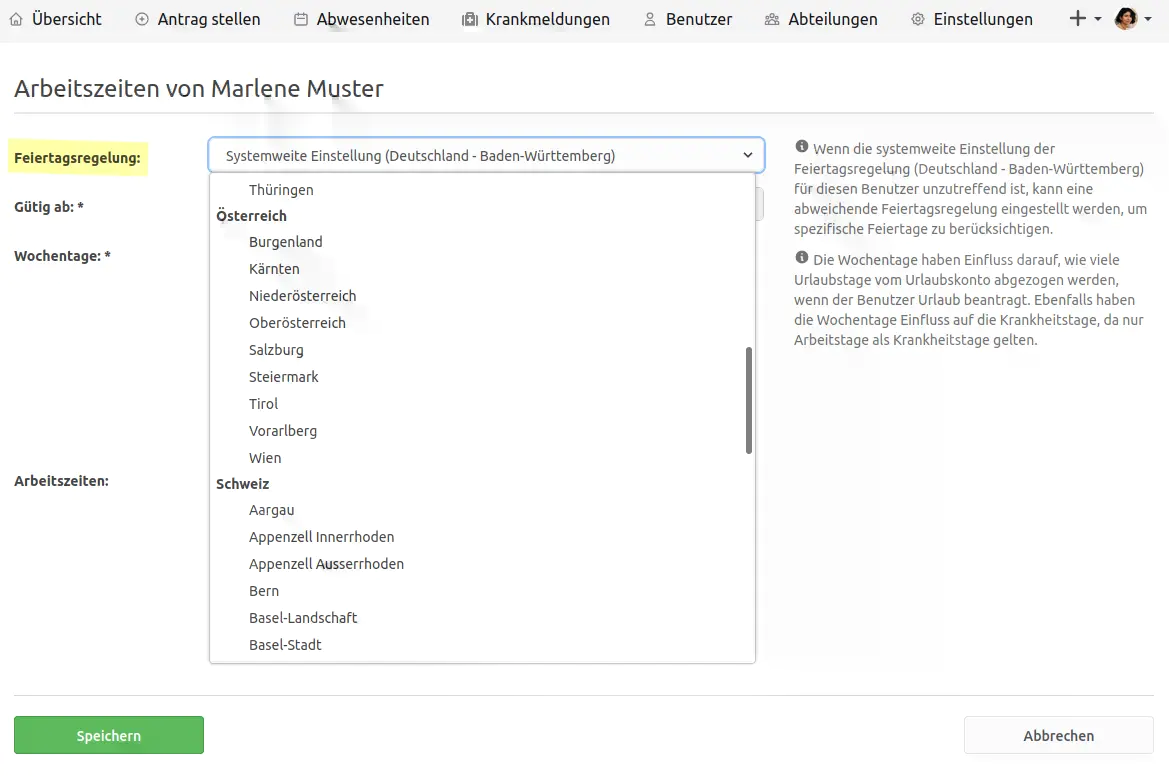 Übersicht Antrag stellen Abwesenheiten Krankmeldungen Benutzer Abteilungen Einstellungen
Arbeitszeiten von Marlene Muster
Feiertagsregelung:
Systemweite Einstellung (Deutschland - Baden-Württemberg)
Thüringen
Österreich
Burgenland
Kärnten
Niederösterreich
Oberösterreich
Salzburg
Steiermark
Tirol
Vorarlberg
Wien
Schweiz
Aargau
Appenzell Innerrhoden
Appenzell Ausserrhoden
Bern
Basel-Landschaft
Basel-Stadt
Gütig ab: *
Wochentage: *
Arbeitszeiten:
Wenn die systemweite Einstellung der
Feiertagsregelung (Deutschland - Baden-Württemberg)
für diesen Benutzer unzutreffend ist, kann eine
abweichende Feiertagsregelung eingestellt werden, um
spezifische Feiertage zu berücksichtigen.
Die Wochentage haben Einfluss darauf, wie viele
Urlaubstage vom Urlaubskonto abgezogen werden,
wenn der Benutzer Urlaub beantragt. Ebenfalls haben
die Wochentage Einfluss auf die Krankheitstage, da nur
Arbeitstage als Krankheitstage gelten.
Speichern
Abbrechen